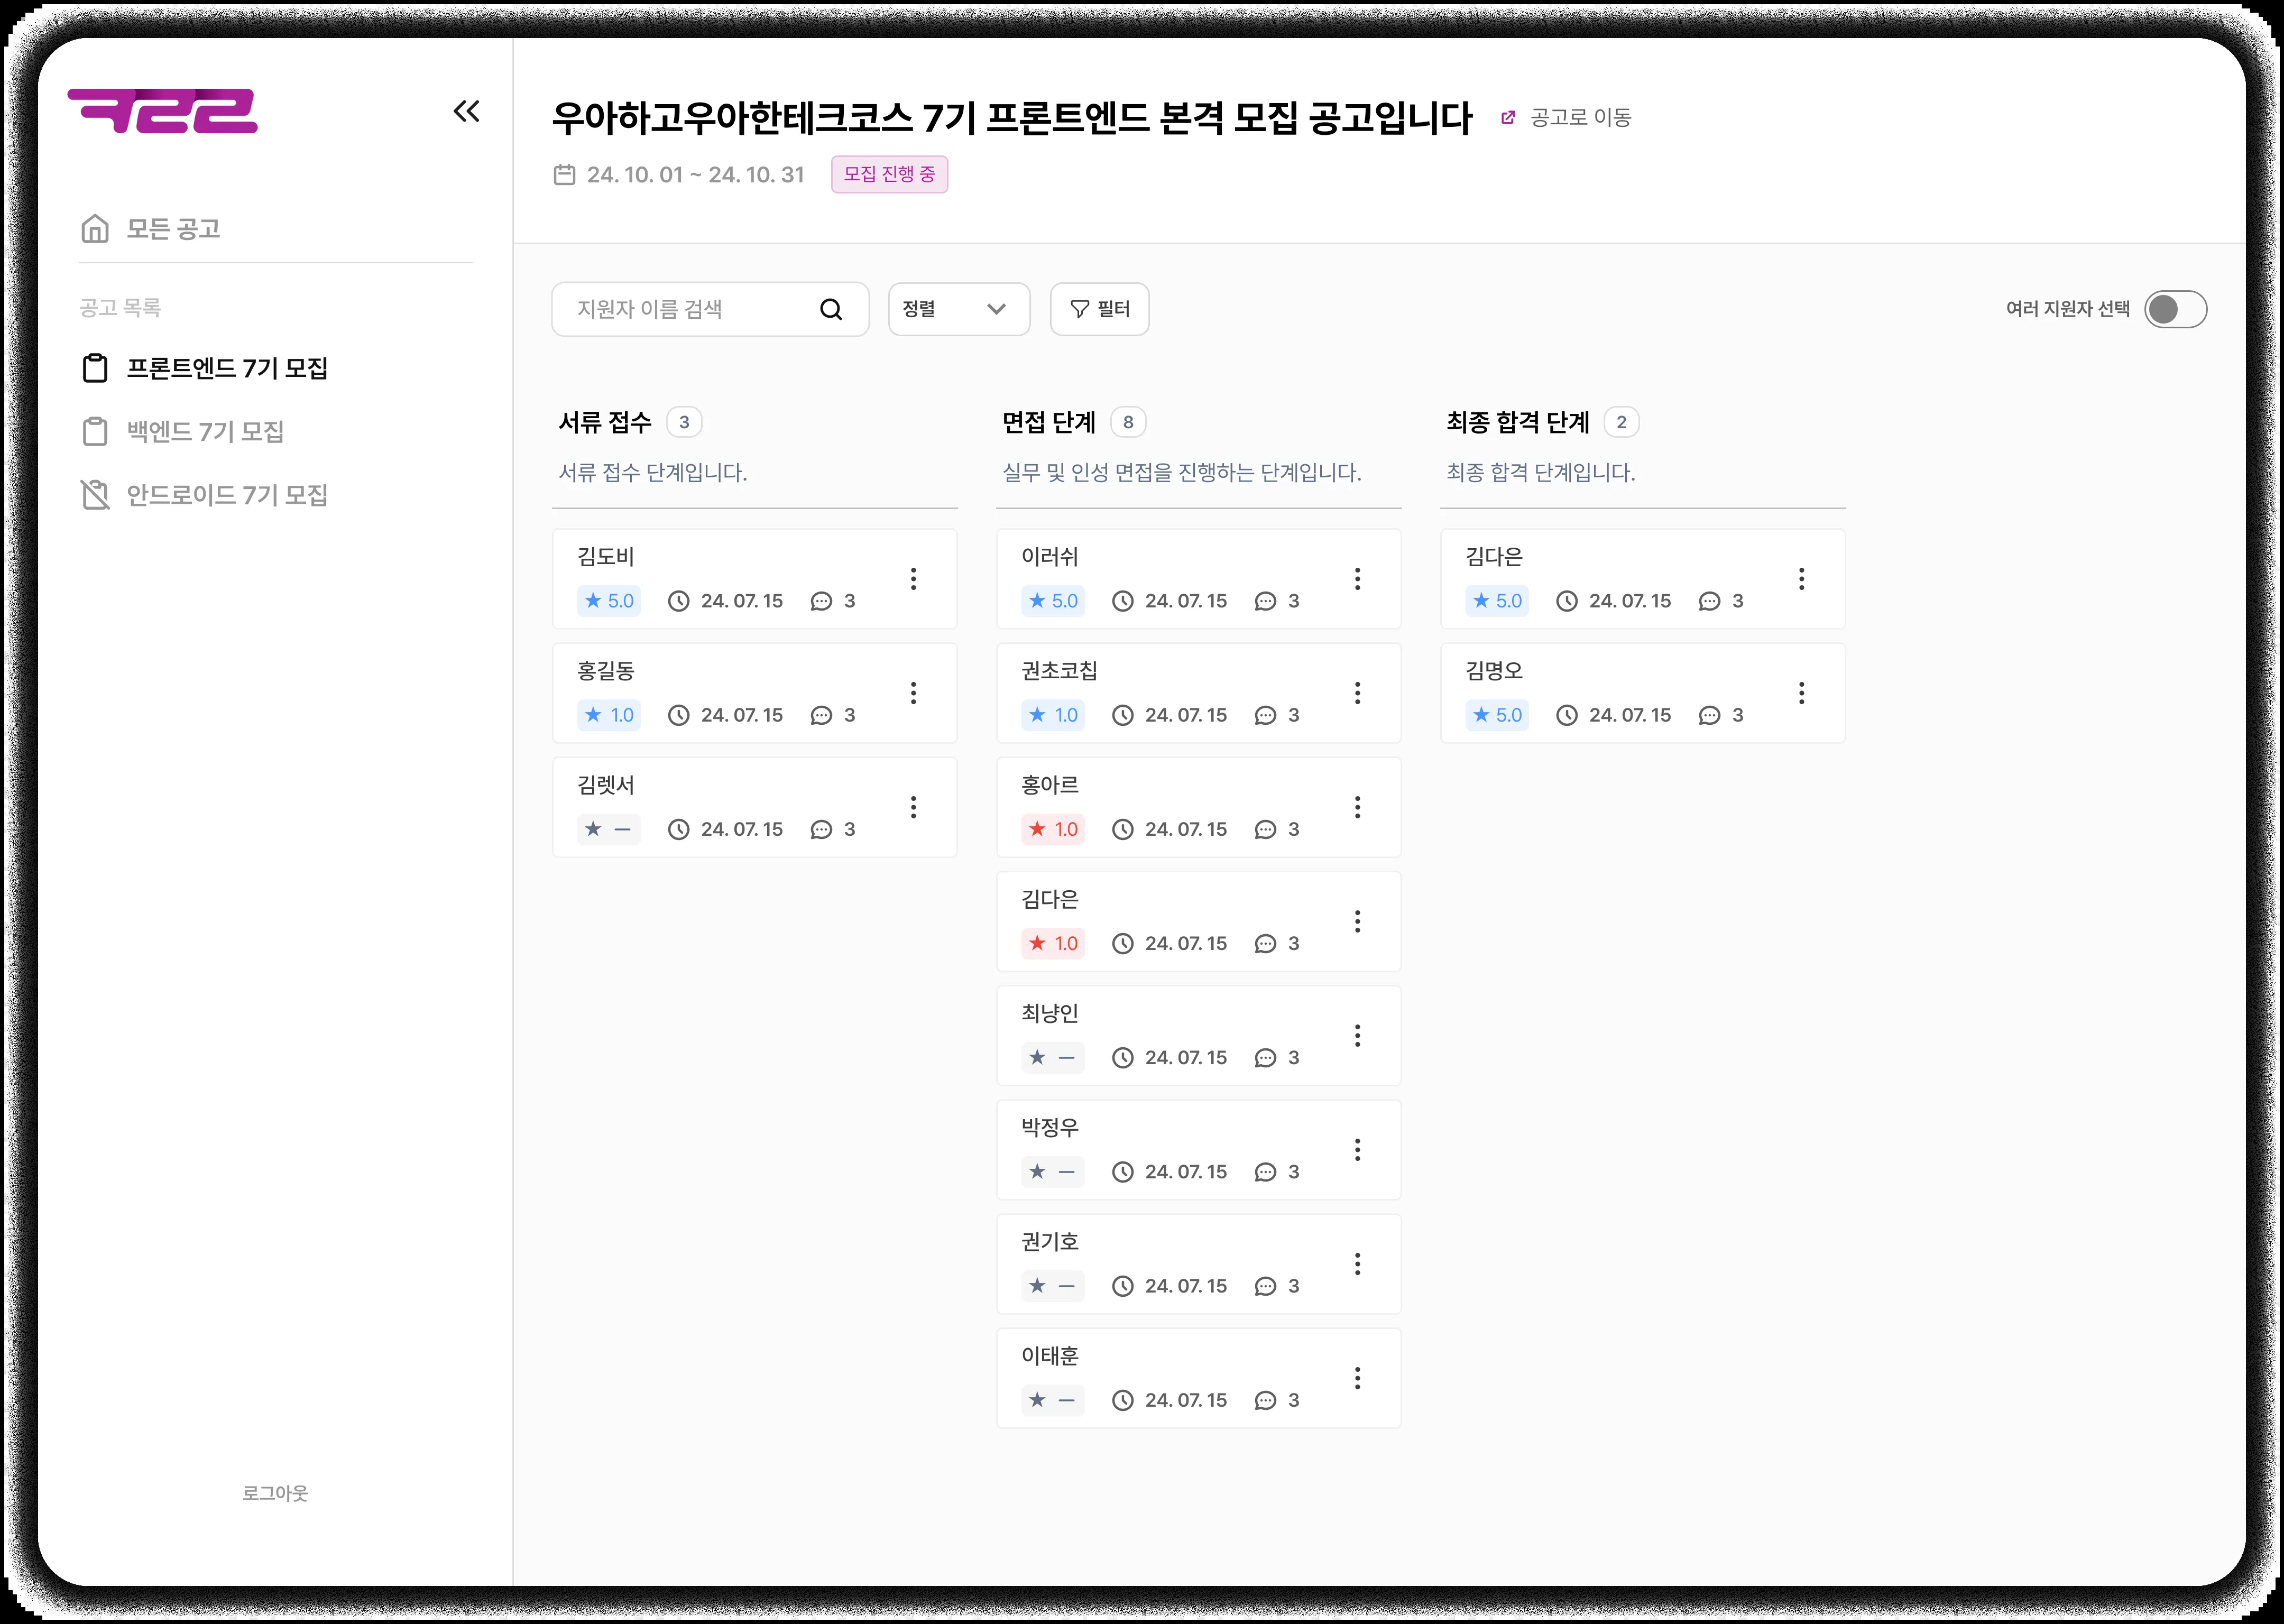 ㅋㄹㄹ
모든 공고
공고 목록
프론트엔드 7기 모집
백엔드 7기 모집
안드로이드 7기 모집
로그아웃
우아하고우아한테크코스 7기 프론트엔드 본격 모집 공고입니다 공고로 이동
24. 10. 01 ~ 24. 10. 31 모집 진행 중
지원자 이름 검색 정렬 필터 여러 지원자 선택
서류 접수 3
서류 접수 단계입니다.
김도비
★ 5.0 24. 07. 15 3
홍길동
★ 1.0 24. 07. 15 3
김렛서
★ – 24. 07. 15 3
면접 단계 8
실무 및 인성 면접을 진행하는 단계입니다.
이러쉬
★ 5.0 24. 07. 15 3
권초코칩
★ 1.0 24. 07. 15 3
홍아르
★ 1.0 24. 07. 15 3
김다은
★ 1.0 24. 07. 15 3
최냥인
★ – 24. 07. 15 3
박정우
★ – 24. 07. 15 3
권기호
★ – 24. 07. 15 3
이태훈
★ – 24. 07. 15 3
최종 합격 단계 2
최종 합격 단계입니다.
김다은
★ 5.0 24. 07. 15 3
김명오
★ 5.0 24. 07. 15 3